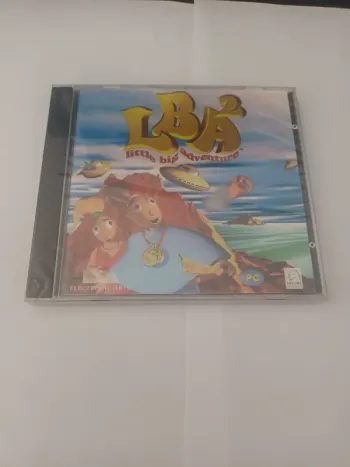 LBA2
little big adventure
PC